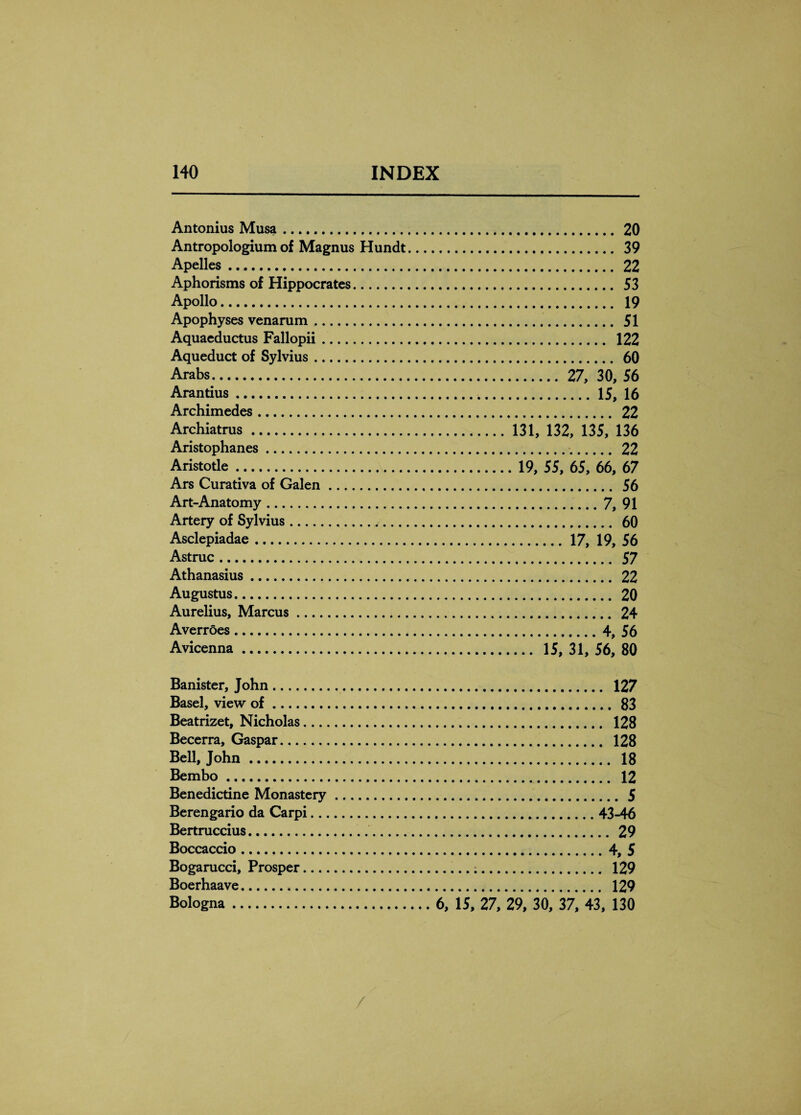 140 INDEX
Antonius Musa 20
Antropologium of Magnus Hundt 39
Apelles 22
Aphorisms of Hippocrates 53
Apollo 19
Apophyses venarum 51
Aquaeductus Fallopii 122
Aqueduct of Sylvius 60
Arabs 27, 30, 56
Arantius 15, 16
Archimedes 22
Archiatrus 131, 132, 135, 136
Aristophanes 22
Aristotle 19, 55, 65, 66, 67
Ars Curativa of Galen 56
Art-Anatomy 7, 91
Artery of Sylvius 60
Asclepiadae 17, 19, 56
Astruc 57
Athanasius 22
Augustus 20
Aurelius, Marcus 24
Averrões 4, 56
Avicenna 15, 31, 56, 80
Banister, John 127
Basel, view of 83
Beatrizet, Nicholas 128
Becerra, Gaspar 128
Bell, John 18
Bembo 12
Benedictine Monastery 5
Berengario da Carpi 43-46
Bertruccius 29
Boccaccio 4, 5
Bogarucci, Prosper 129
Boerhaave 129
Bologna 6, 15, 27, 29, 30, 37, 43, 130